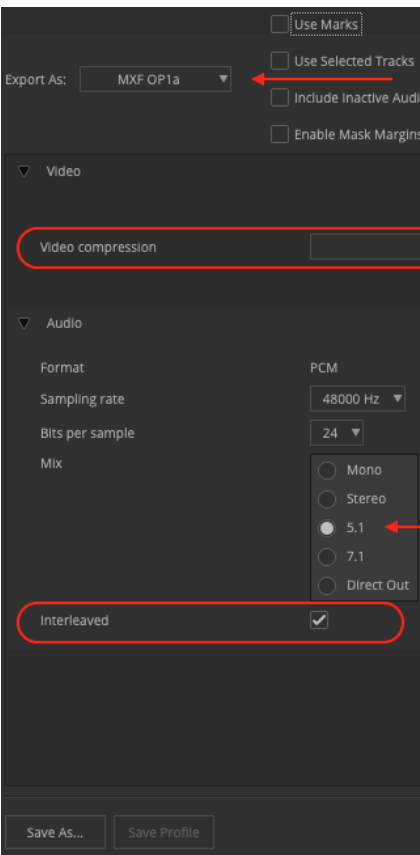 Use Marks
Use Selected Tracks
Export As: MXF OP1a
Include Inactive Audi
Enable Mask Margins
Video
Video compression
Audio
Format PCM
Sampling rate 48000 Hz
Bits per sample 24
Mix
Mono
Stereo
5.1
7.1
Direct Out
Interleaved
Save As... Save Profile